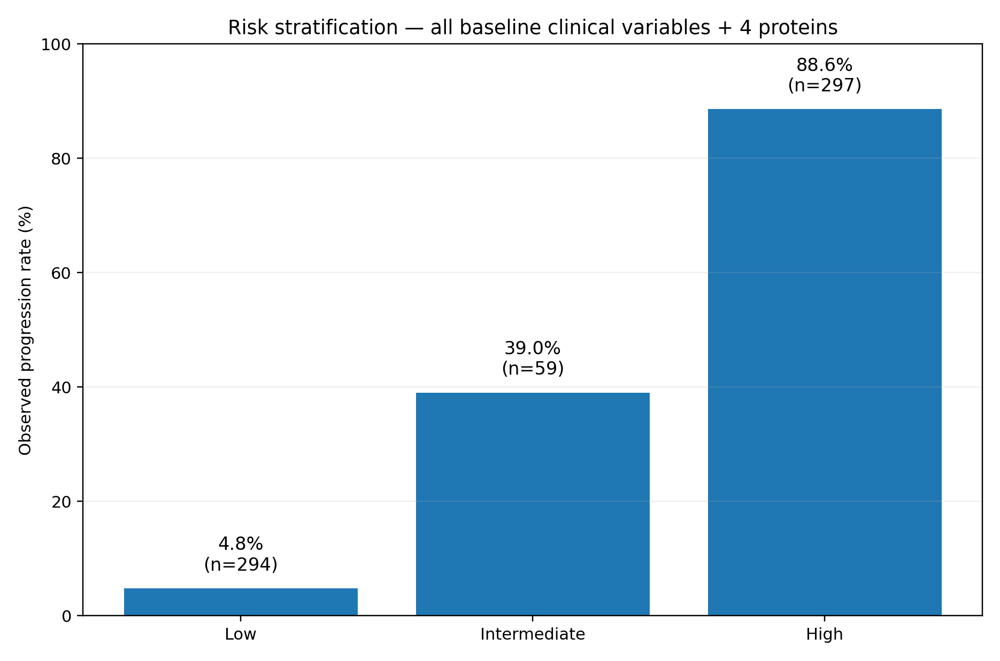 Risk stratification — all baseline clinical variables + 4 proteins
Observed progression rate (%)
100
80
60
40
20
0
4.8%
(n=294)
39.0%
(n=59)
88.6%
(n=297)
Low
Intermediate
High